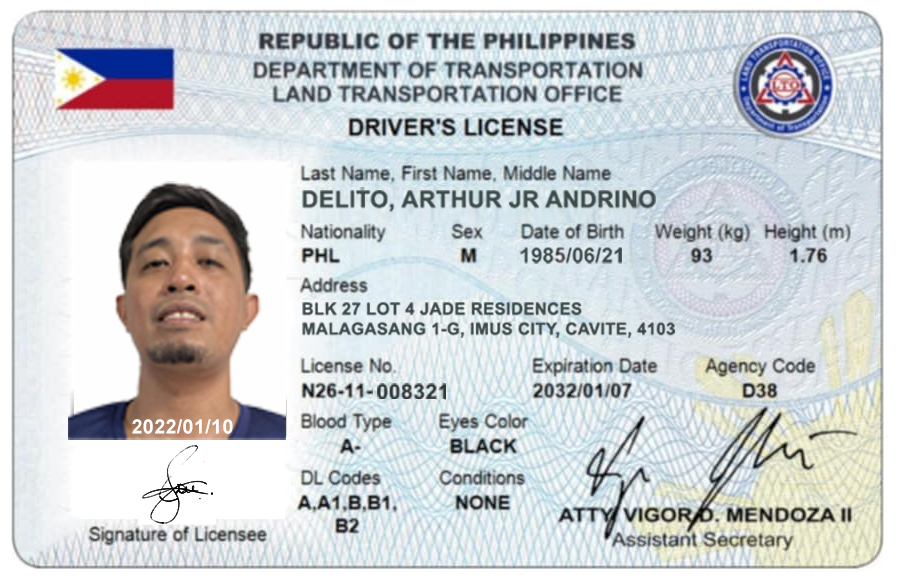 REPUBLIC OF THE PHILIPPINES
DEPARTMENT OF TRANSPORTATION
LAND TRANSPORTATION OFFICE
DRIVER'S LICENSE
LAND TRANSPORTATION OFFICE
LTO
Department of Transportation
Last Name, First Name, Middle Name
DELITO, ARTHUR JR ANDRINO
Nationality Sex Date of Birth Weight (kg) Height (m)
PHL M 1985/06/21 93 1.76
Address
BLK 27 LOT 4 JADE RESIDENCES
MALAGASANG 1-G, IMUS CITY, CAVITE, 4103
License No. Expiration Date Agency Code
N26-11-008321 2032/01/07 D38
2022/01/10
Blood Type Eyes Color
A- BLACK
DL Codes Conditions
A,A1,B,B1, NONE
B2
ATTY. VIGOR D. MENDOZA II
Signature of Licensee Assistant Secretary